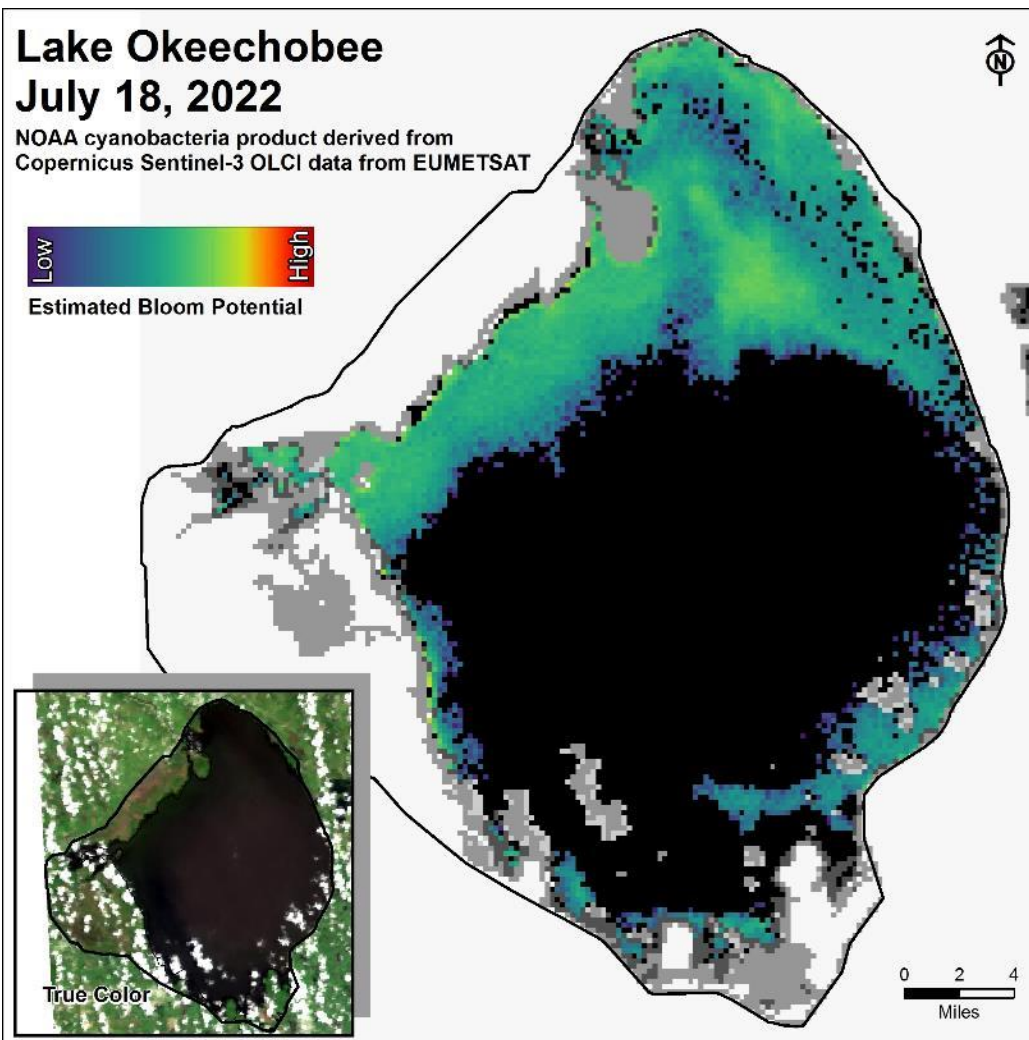 Lake Okeechobee
July 18, 2022
NOAA cyanobacteria product derived from
Copernicus Sentinel-3 OLCI data from EUMETSAT
N
Low
High
Estimated Bloom Potential
True Color
0 2 4
Miles